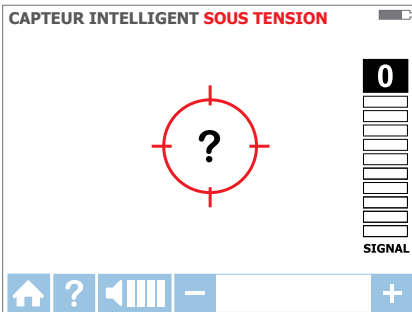 CAPTEUR INTELLIGENT SOUS TENSION
0
?
SIGNAL
? − +